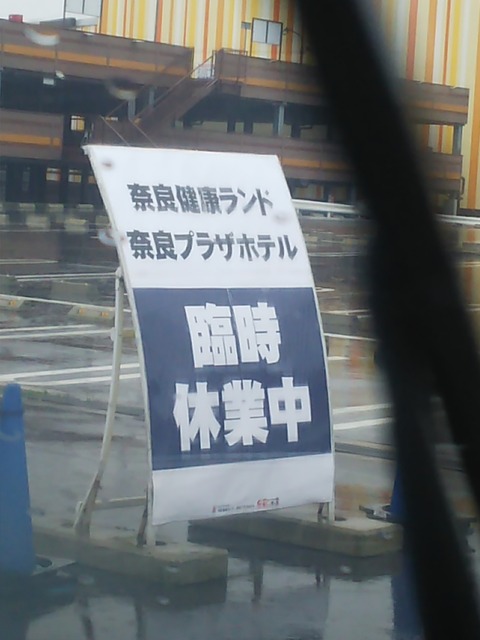 奈良健康ランド
奈良プラザホテル
臨時
休業中